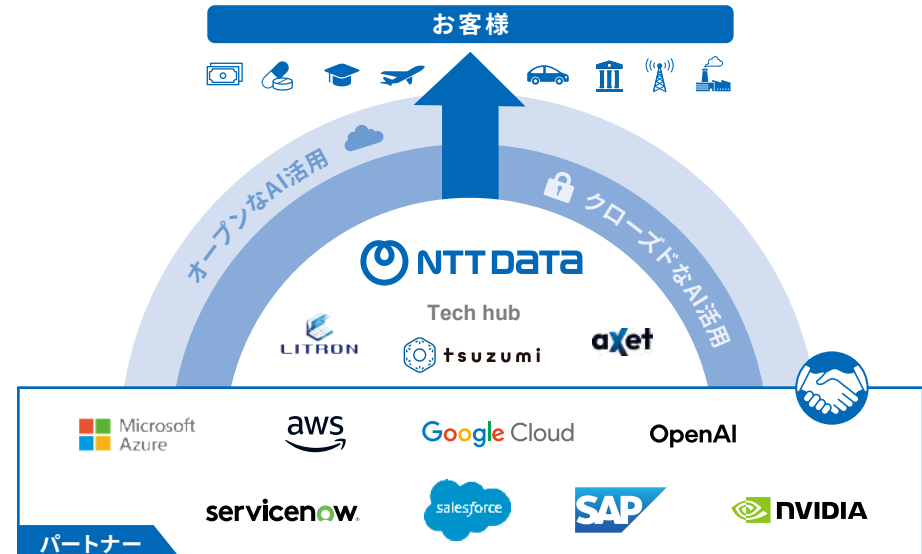 お客様
オープンなAI活用
クローズドなAI活用
NTT DATA
Tech hub
LITRON
tsuzumi
axet
Microsoft
Azure
aws
Google Cloud
OpenAI
servicenow.
salesforce
SAP
NVIDIA
パートナー